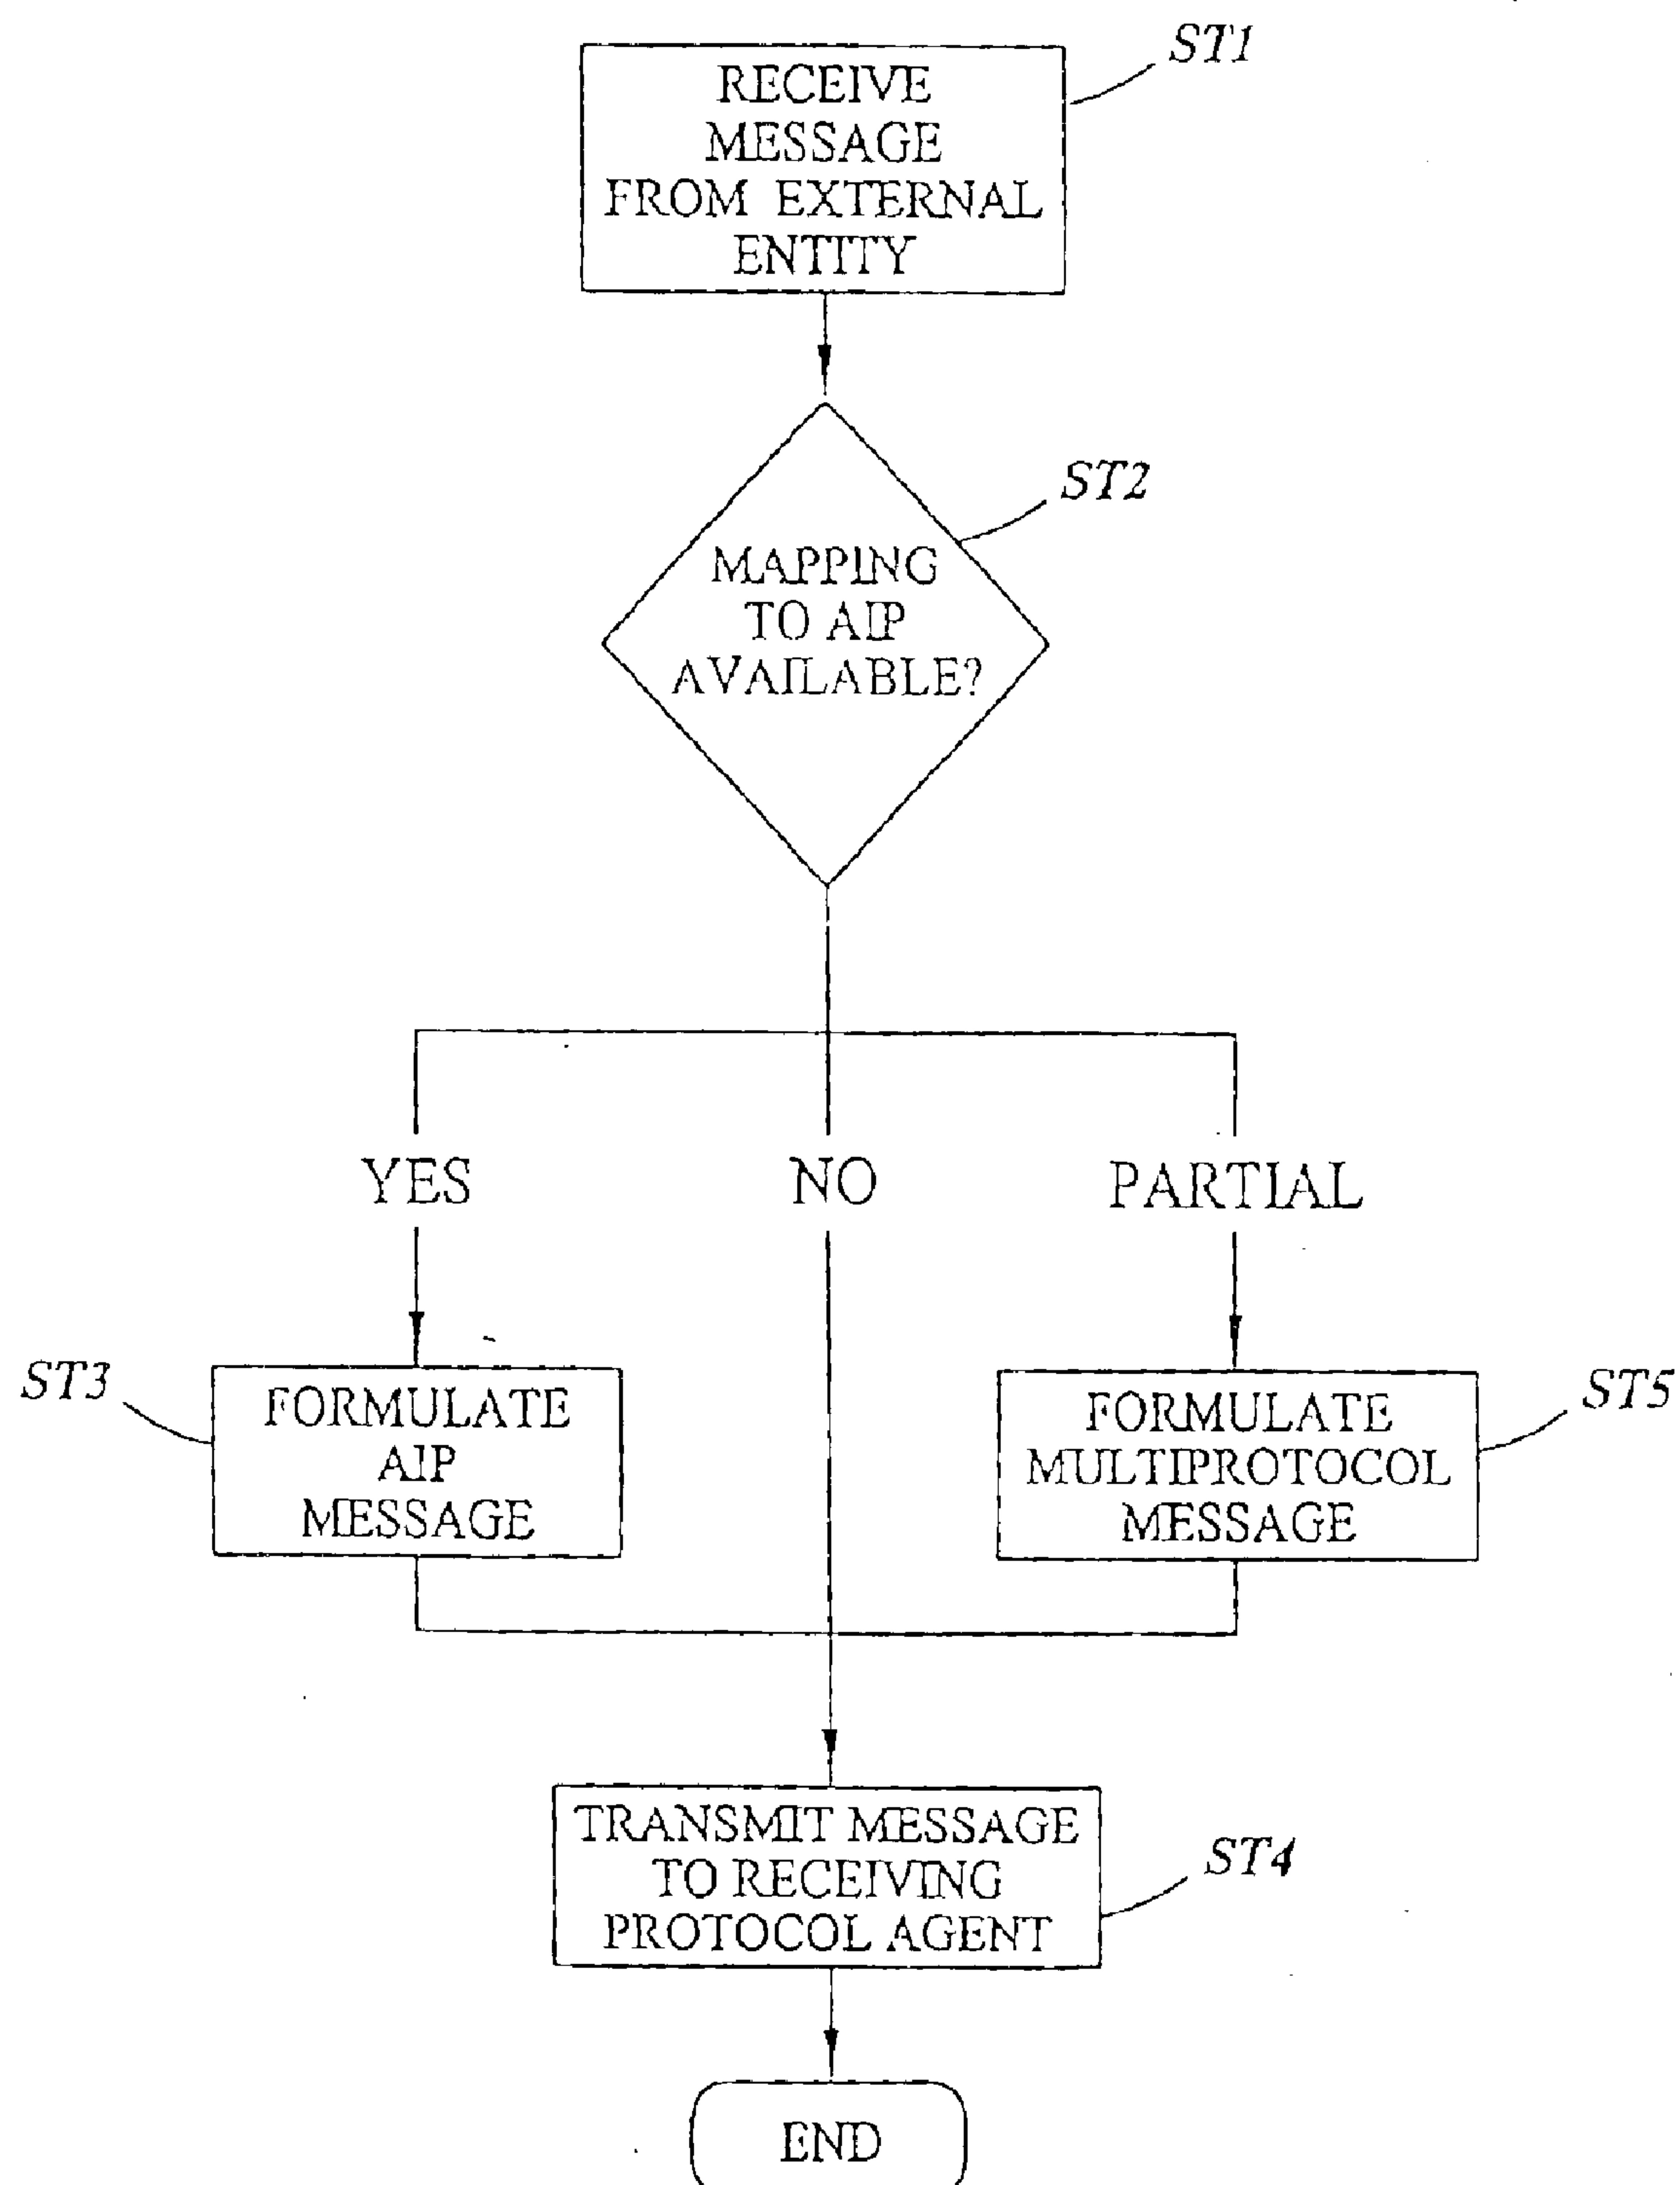 ST1
RECEIVE
MESSAGE
FROM EXTERNAL
ENTITY
ST2
MAPPING
TO AIP
AVAILABLE?
YES
NO
PARTIAL
ST3
FORMULATE
AIP
MESSAGE
ST5
FORMULATE
MULTIPROTOCOL
MESSAGE
TRANSMIT MESSAGE
TO RECEIVING
PROTOCOL AGENT
ST4
END